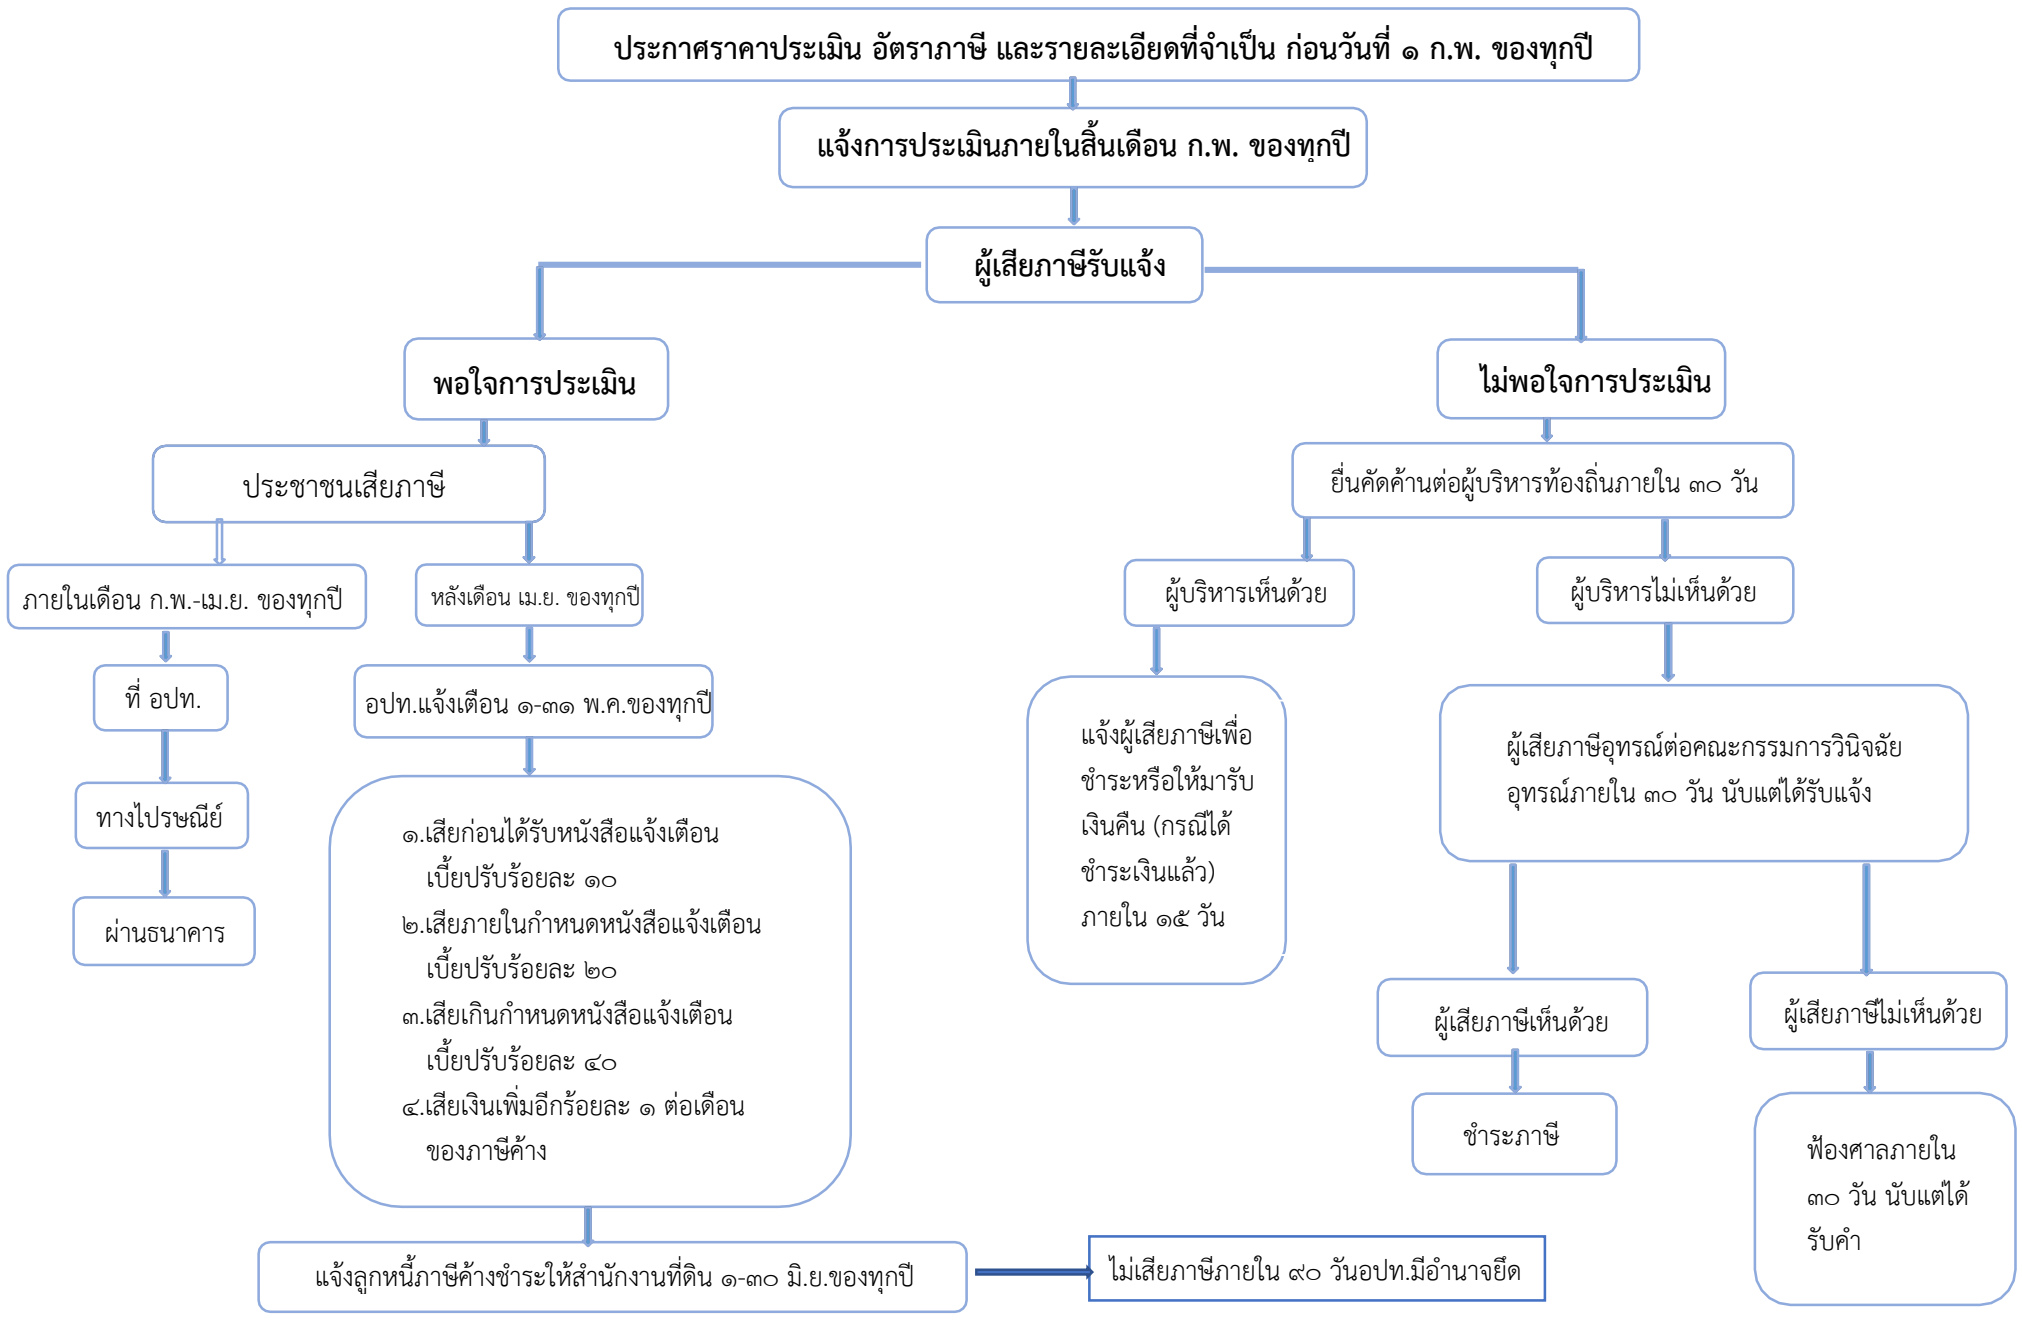 ประกาศราคาประเมิน อัตราภาษี และรายละเอียดที่จำเป็น ก่อนวันที่ ๑ ก.พ. ของทุกปี
แจ้งการประเมินภายในสิ้นเดือน ก.พ. ของทุกปี
ผู้เสียภาษีรับแจ้ง
พอใจการประเมิน
ไม่พอใจการประเมิน
ประชาชนเสียภาษี
ยื่นคัดค้านต่อผู้บริหารท้องถิ่นภายใน ๓๐ วัน
ภายในเดือน ก.พ.-เม.ย. ของทุกปี
หลังเดือน เม.ย. ของทุกปี
ผู้บริหารเห็นด้วย
ผู้บริหารไม่เห็นด้วย
ที่ อปท.
อปท.แจ้งเตือน ๑-๓๑ พ.ค.ของทุกปี
ทางไปรษณีย์
ผ่านธนาคาร
๑.เสียก่อนได้รับหนังสือแจ้งเตือน
เบี้ยปรับร้อยละ ๑๐
๒.เสียภายในกำหนดหนังสือแจ้งเตือน
เบี้ยปรับร้อยละ ๒๐
๓.เสียเกินกำหนดหนังสือแจ้งเตือน
เบี้ยปรับร้อยละ ๔๐
๔.เสียเงินเพิ่มอีกร้อยละ ๑ ต่อเดือน
ของภาษีค้าง
แจ้งผู้เสียภาษีเพื่อ
ชำระหรือให้มารับ
เงินคืน (กรณีได้
ชำระเงินแล้ว)
ภายใน ๑๕ วัน
ผู้เสียภาษีอุทรณ์ต่อคณะกรรมการวินิจฉัย
อุทรณ์ภายใน ๓๐ วัน นับแต่ได้รับแจ้ง
ผู้เสียภาษีเห็นด้วย
ผู้เสียภาษีไม่เห็นด้วย
ชำระภาษี
ฟ้องศาลภายใน
๓๐ วัน นับแต่ได้
รับคำ
แจ้งลูกหนี้ภาษีค้างชำระให้สำนักงานที่ดิน ๑-๓๐ มิ.ย.ของทุกปี
ไม่เสียภาษีภายใน ๙๐ วันอปท.มีอำนาจยึด